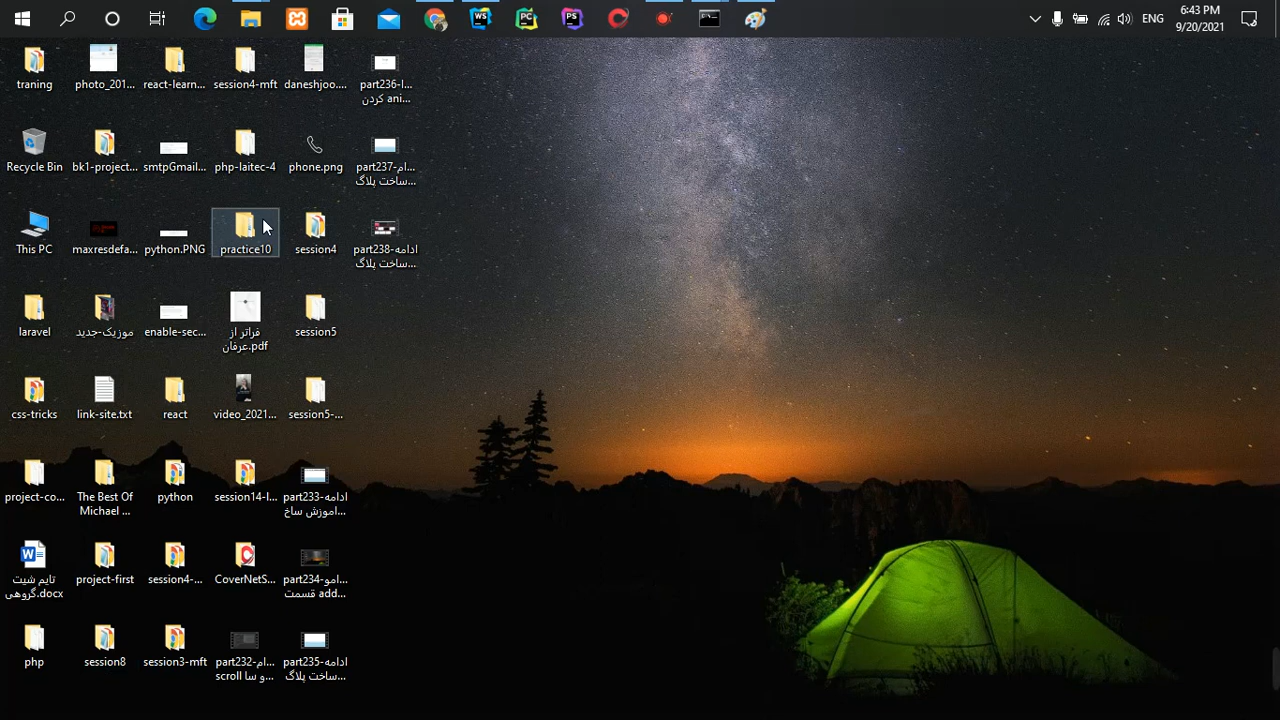 WS
PC
PS
ENG
6:43 PM
9/20/2021
traning
photo_201...
react-learn...
session4-mft
daneshjoo....
part236-ا...
کردن ani...
Recycle Bin
bk1-project...
smtpGmail...
php-laitec-4
phone.png
part237-ام...
ساخت پلاگ...
This PC
maxresdefa...
python.PNG
practice10
session4
part238-ادامه
ساخت پلاگ...
laravel
موزیک-جدید
enable-sec...
فراتر از
عرفان.pdf
session5
css-tricks
link-site.txt
react
video_2021...
session5-...
project-co...
The Best Of
Michael ...
python
session14-l...
part233-ادامه
اموزش ساخ...
تایم شیت
گروهی.docx
project-first
session4-...
CoverNetS...
part234-امو...
قسمت add...
php
session8
session3-mft
part232-ام...
و سا scroll
part235-ادامه
ساخت پلاگ...